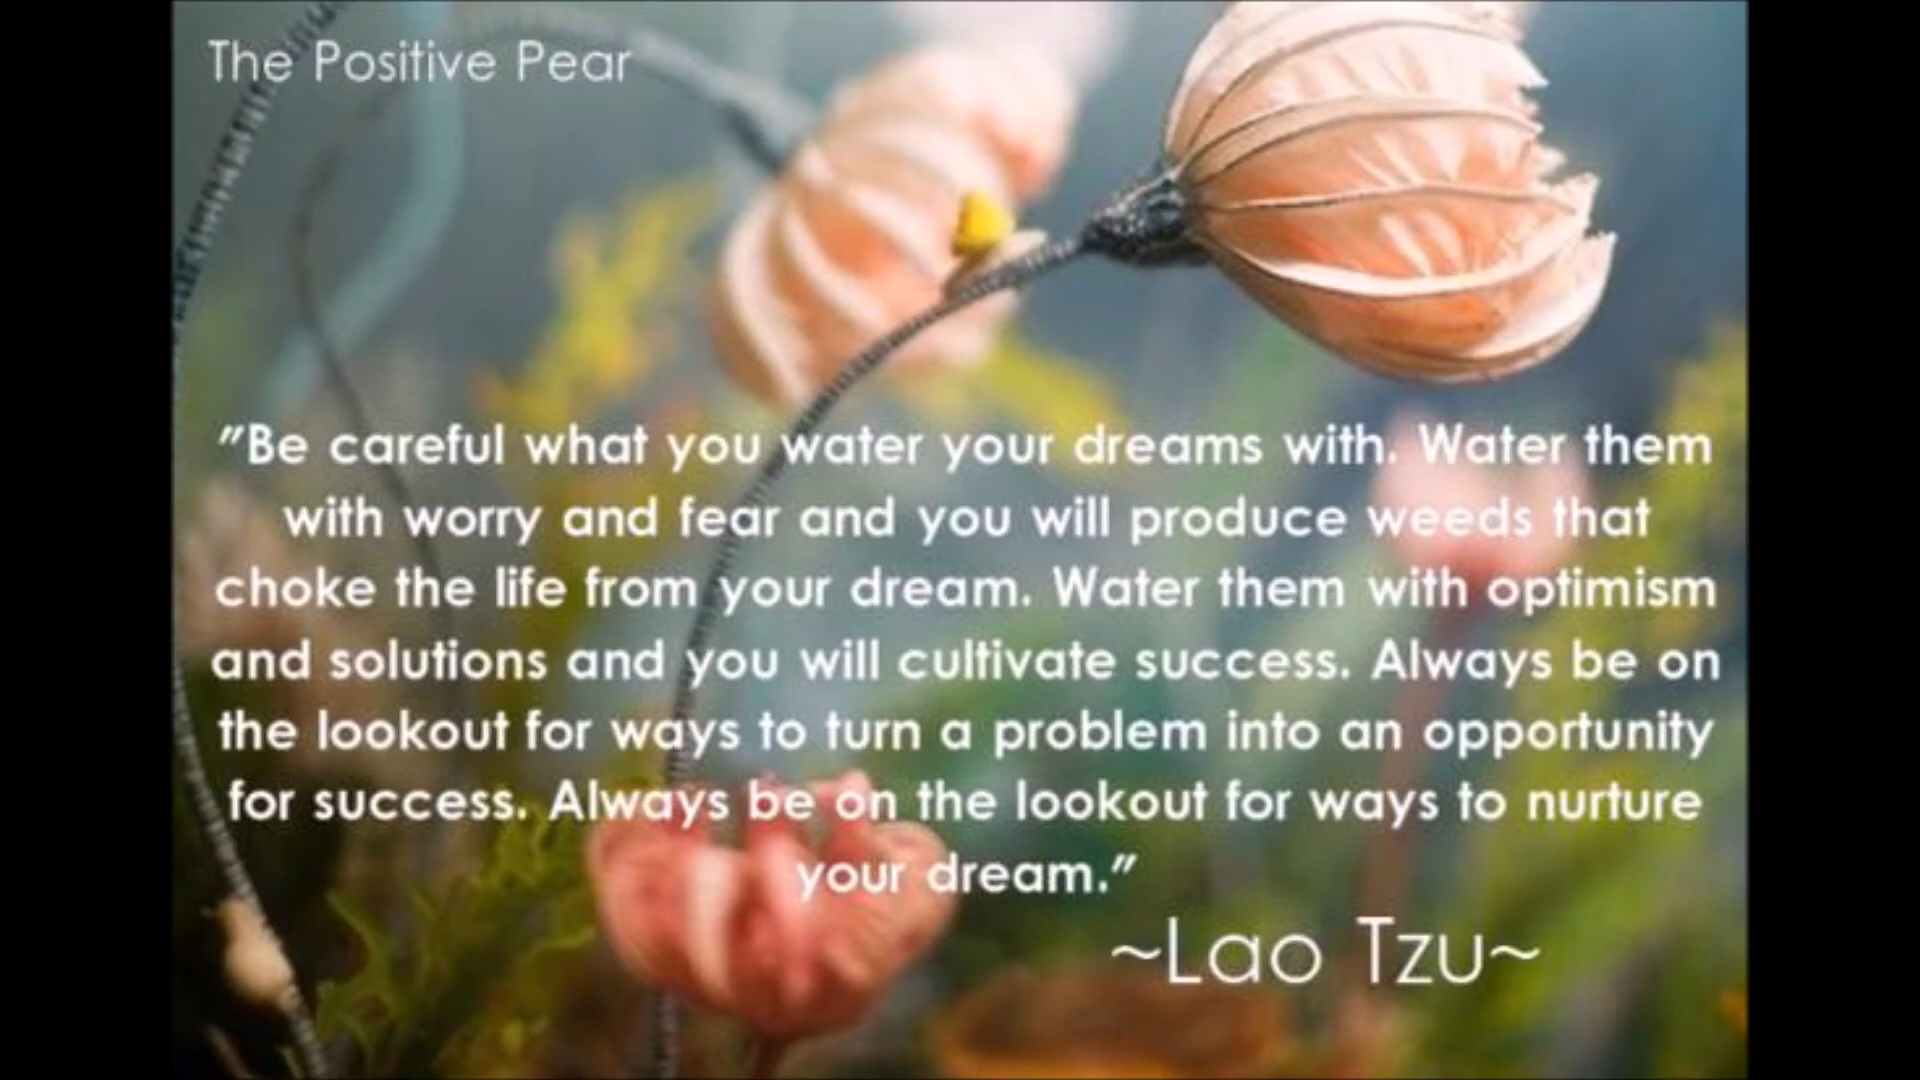 The Positive Pear
"Be careful what you water your dreams with. Water them
with worry and fear and you will produce weeds that
choke the life from your dream. Water them with optimism
and solutions and you will cultivate success. Always be on
the lookout for ways to turn a problem into an opportunity
for success. Always be on the lookout for ways to nurture
your dream."
~Lao Tzu~